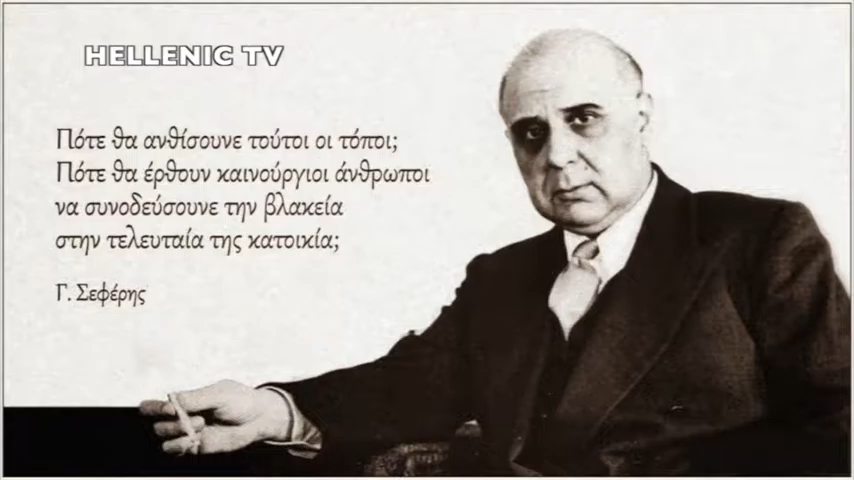 HELLENIC TV
Πότε θα ανθίσουνε τούτοι οι τόποι;
Πότε θα έρθουν καινούργιοι άνθρωποι
να συνοδεύσουνε την βλακεία
στην τελευταία της κατοικία;
Γ. Σεφέρης